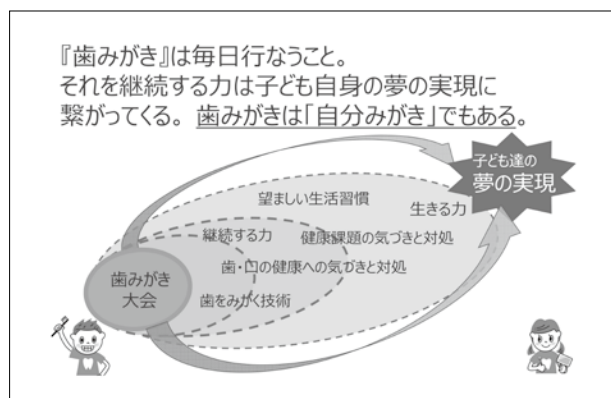 『歯みがき』は毎日行なうこと。
それを継続する力は子ども自身の夢の実現に
繋がってくる。歯みがきは「自分みがき」でもある。
子ども達の
夢の実現
望ましい生活習慣
生きる力
継続する力
健康課題の気づきと対処
歯・口の健康への気づきと対処
歯みがき
大会
歯をみがく技術